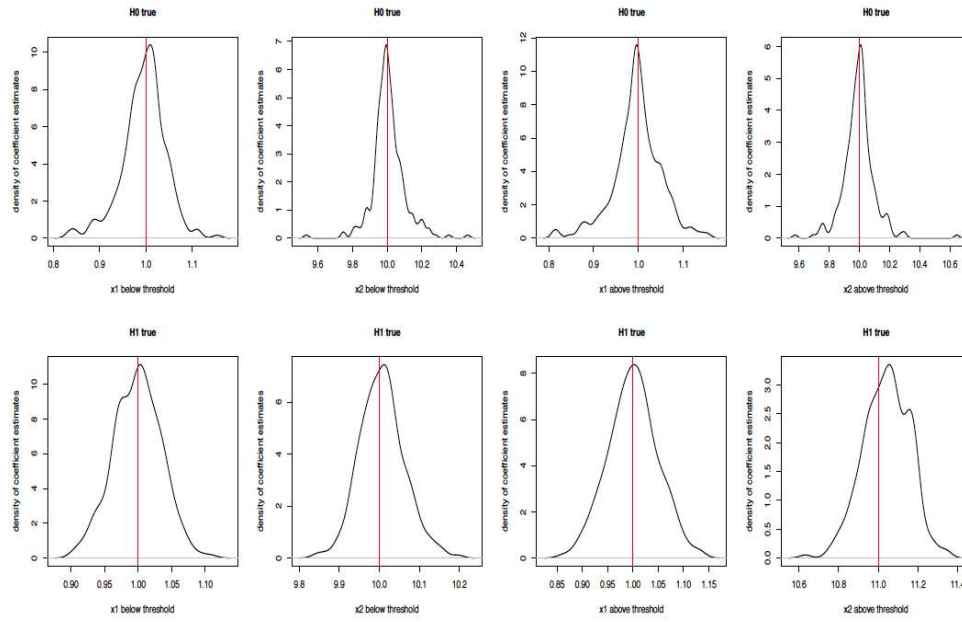 H0 true
density of coefficient estimates
0 2 4 6 8 10
0.8 0.9 1.0 1.1
x1 below threshold
H0 true
density of coefficient estimates
0 1 2 3 4 5 6 7
9.6 9.8 10.0 10.2 10.4
x2 below threshold
H0 true
density of coefficient estimates
0 2 4 6 8 10 12
0.8 0.9 1.0 1.1
x1 above threshold
H0 true
density of coefficient estimates
0 1 2 3 4 5 6
9.6 9.8 10.0 10.2 10.4 10.6
x2 above threshold
H1 true
density of coefficient estimates
0 2 4 6 8 10
0.90 0.95 1.00 1.05 1.10
x1 below threshold
H1 true
density of coefficient estimates
0 2 4 6
9.8 9.9 10.0 10.1 10.2
x2 below threshold
H1 true
density of coefficient estimates
0 2 4 6 8
0.85 0.90 0.95 1.00 1.05 1.10 1.15
x1 above threshold
H1 true
density of coefficient estimates
0.0 0.5 1.0 1.5 2.0 2.5 3.0
10.6 10.8 11.0 11.2 11.4
x2 above threshold